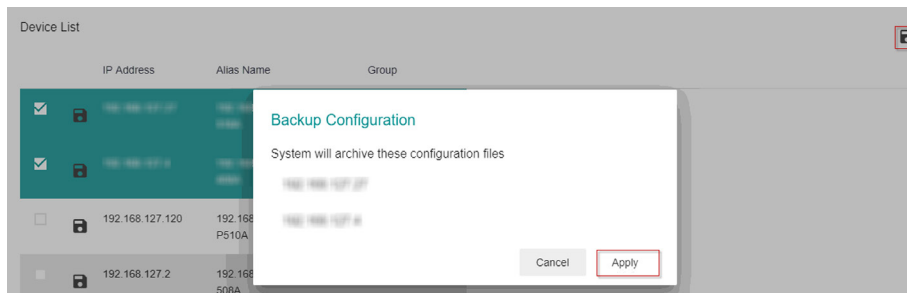 Device List
IP Address Alias Name Group
Backup Configuration
System will archive these configuration files
192.168.127.120 192.168
P510A
Cancel Apply
192.168.127.2 192.168
508A